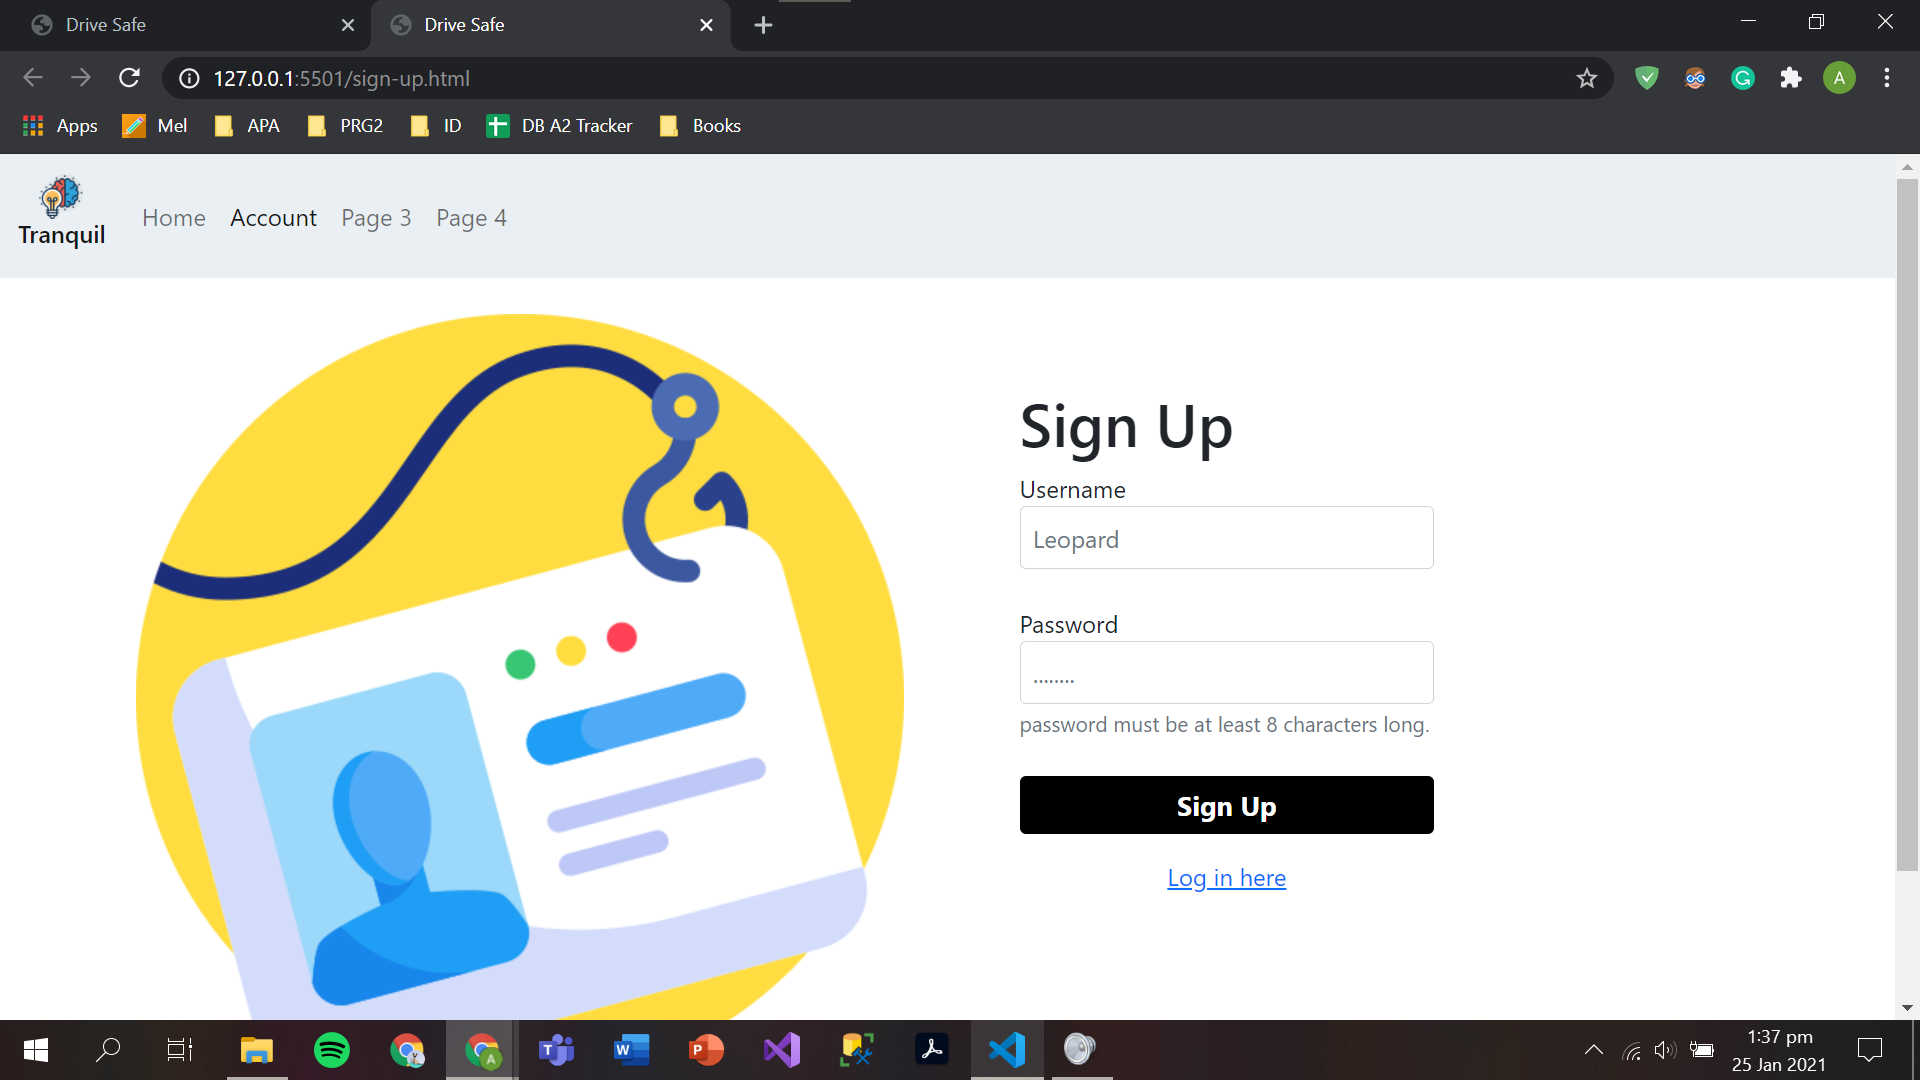 Drive Safe
Drive Safe
127.0.0.1:5501/sign-up.html
A
Apps Mel APA PRG2 ID DB A2 Tracker Books
Tranquil
Home Account Page 3 Page 4
Sign Up
Username
Leopard
Password
........
password must be at least 8 characters long.
Sign Up
Log in here
1:37 pm
25 Jan 2021